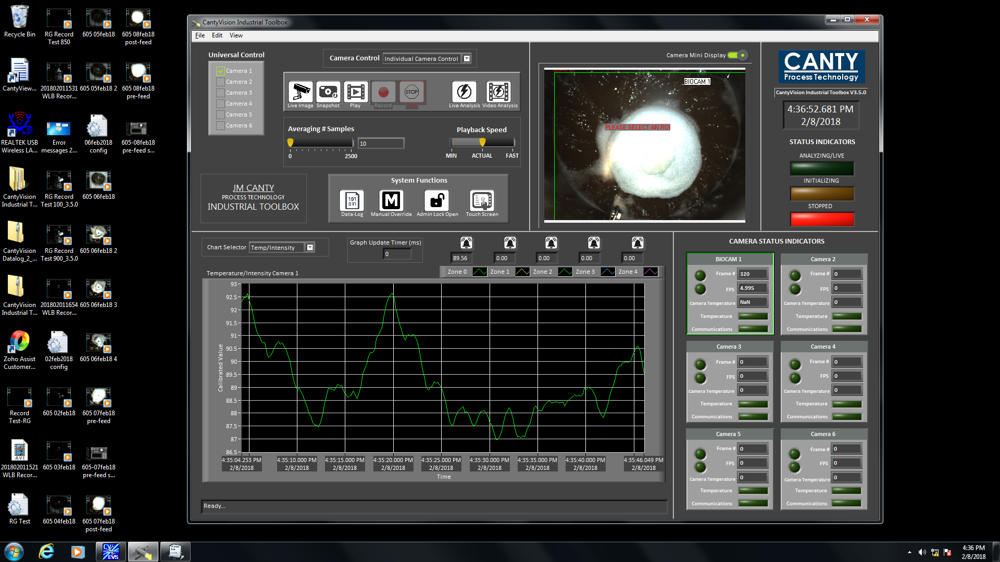 Recycle Bin
RG Record
Test 850
605 05feb18
605 08feb18
post-feed
CantyView...
201802011531
WLB Recor...
605 05feb18 2
605 08feb18
pre-feed
REALTEK USB
Wireless LA...
Error
messages 2...
06feb2018
config
605-08feb18
pre-feed s...
CantyVision
Industrial T...
RG Record
Test 100_3.5.0
605 06feb18
CantyVision
Datalog_2_...
RG Record
Test 900_3.5.0
605 06feb18 2
CantyVision
Industrial T...
201802011654
WLB Recor...
605 06feb18 3
Zoho Assist
Customer...
02feb2018
config
605 06feb18 4
Record
Test-RG
605 02feb18
605 07feb18
pre-feed
AVI
201802011521
WLB Recor...
605 03feb18
605-07feb18
pre-feed s...
RG Test
605 04feb18
605 07feb18
post-feed
CantyVision Industrial Toolbox
File Edit View
Universal Control
Camera 1
Camera 2
Camera 3
Camera 4
Camera 5
Camera 6
Camera Control Individual Camera Control
STOP
Live Image Snapshot Play Record Live Analysis Video Analysis
Averaging # Samples
10
0 2500
Playback Speed
MIN ACTUAL FAST
JM CANTY
PROCESS TECHNOLOGY
INDUSTRIAL TOOLBOX
System Functions
101
011
M
Data-Log Manual Override Admin Lock Open Touch Screen
Camera Mini Display
BIOCAM 1
PLEASE SELECT AN ROI
CANTY
Process Technology
CantyVision Industrial Toolbox V3.5.0
4:36:52.681 PM
2/8/2018
STATUS INDICATORS
ANALYZING/LIVE
INITIALIZING
STOPPED
Chart Selector Temp/Intensity
Graph Update Timer (ms)
0
89.56 0.00 0.00 0.00 0.00
Zone 0 Zone 1 Zone 2 Zone 3 Zone 4
Temperature/Intensity Camera 1
Calibrated Value
93
92.5
92
91.5
91
90.5
90
89.5
89
88.5
88
87.5
87
86.5
4:35:04.253 PM 4:35:10.000 PM 4:35:15.000 PM 4:35:20.000 PM 4:35:25.000 PM 4:35:30.000 PM 4:35:35.000 PM 4:35:40.000 PM 4:35:46.049 PM
2/8/2018 2/8/2018 2/8/2018 2/8/2018 2/8/2018 2/8/2018 2/8/2018 2/8/2018 2/8/2018
Time
Ready...
CAMERA STATUS INDICATORS
BIOCAM 1
Frame # 320
FPS 4.995
Camera Temperature NaN
Temperature
Communications
Camera 2
Frame # 0
FPS 0
Camera Temperature 0
Temperature
Communications
Camera 3
Frame # 0
FPS 0
Camera Temperature 0
Temperature
Communications
Camera 4
Frame # 0
FPS 0
Camera Temperature 0
Temperature
Communications
Camera 5
Frame # 0
FPS 0
Camera Temperature 0
Temperature
Communications
Camera 6
Frame # 0
FPS 0
Camera Temperature 0
Temperature
Communications
4:36 PM
2/8/2018